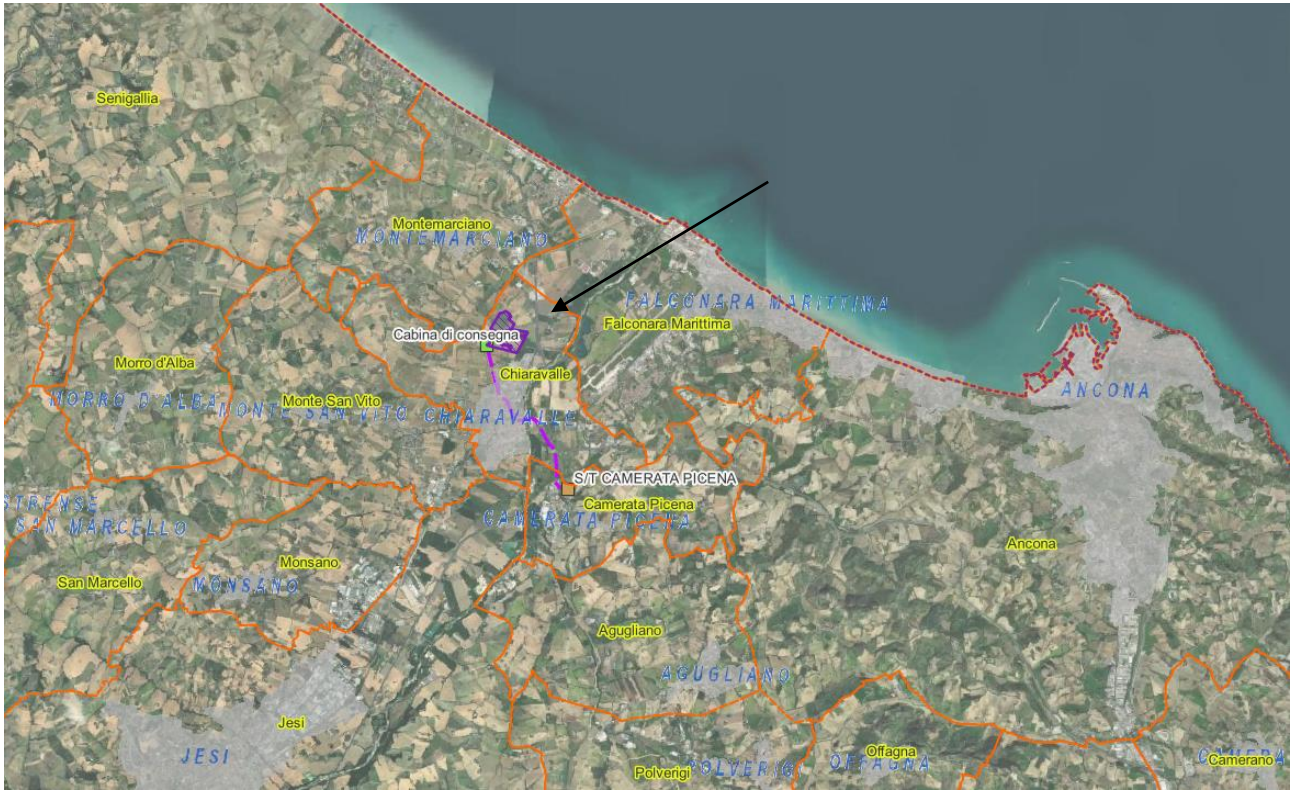 Senigallia
Montemarciano
MONTEMARCIANO
FALCONARA MARITTIMA
Falconara Marittima
Cabina di consegna
Morro d'Alba
Chiaravalle
ANCONA
Monte San Vito
MORRO D'ALBA
MONTE SAN VITO
CHIARAVALLE
S/T CAMERATA PICENA
Camerata Picena
CAMERATA PICENA
STRENSE
SAN MARCELLO
Ancona
Monsano
San Marcello
MONSANO
Agugliano
AGUGLIANO
Jesi
JESI
Offagna
OFFAGNA
Polverigi
POLVERIGI
CAMERA
Camerano